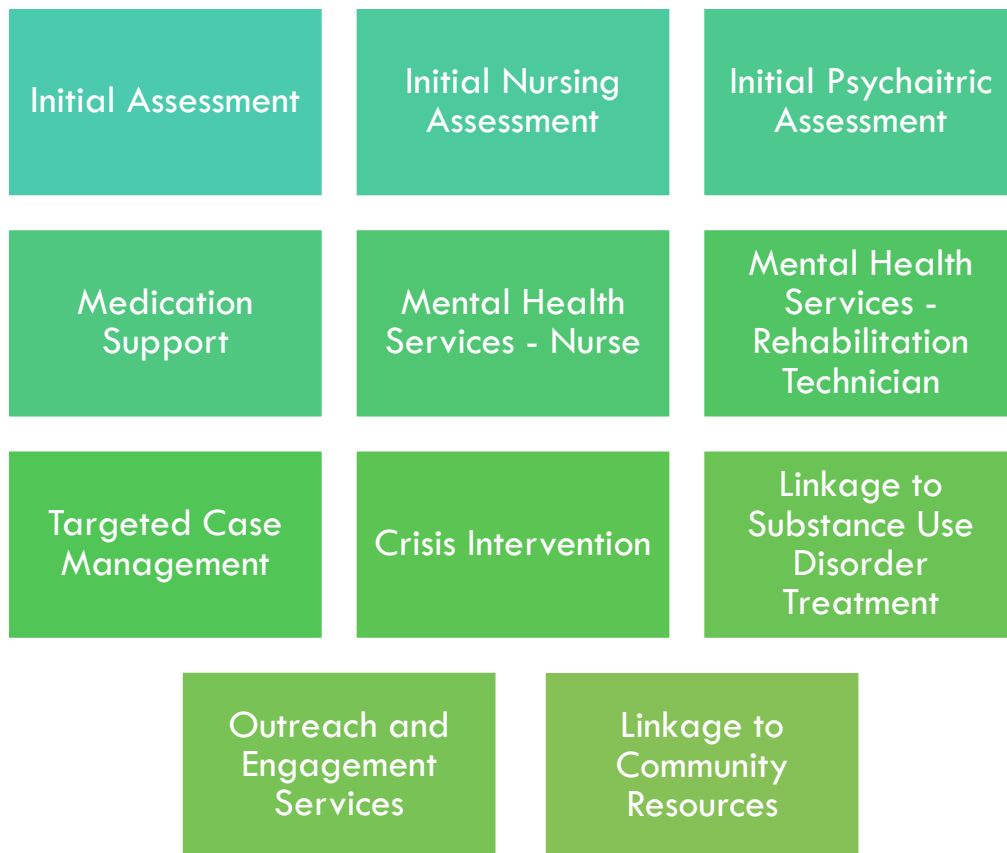 Initial Assessment
Initial Nursing
Assessment
Initial Psychaitric
Assessment
Medication
Support
Mental Health
Services - Nurse
Mental Health
Services -
Rehabilitation
Technician
Targeted Case
Management
Crisis Intervention
Linkage to
Substance Use
Disorder
Treatment
Outreach and
Engagement
Services
Linkage to
Community
Resources